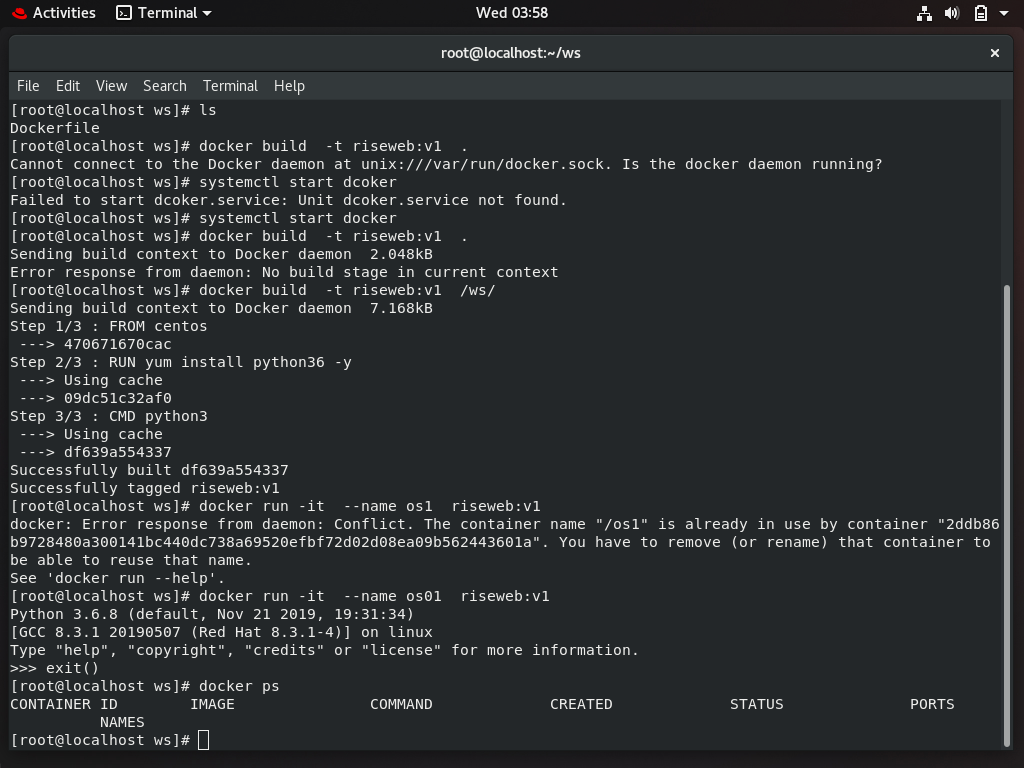 Activities Terminal Wed 03:58
root@localhost:~/ws ×
File Edit View Search Terminal Help
[root@localhost ws]# ls
Dockerfile
[root@localhost ws]# docker build  -t riseweb:v1  .
Cannot connect to the Docker daemon at unix:///var/run/docker.sock. Is the docker daemon running?
[root@localhost ws]# systemctl start dcoker
Failed to start dcoker.service: Unit dcoker.service not found.
[root@localhost ws]# systemctl start docker
[root@localhost ws]# docker build  -t riseweb:v1  .
Sending build context to Docker daemon  2.048kB
Error response from daemon: No build stage in current context
[root@localhost ws]# docker build  -t riseweb:v1  /ws/
Sending build context to Docker daemon  7.168kB
Step 1/3 : FROM centos
 ---> 470671670cac
Step 2/3 : RUN yum install python36 -y
 ---> Using cache
 ---> 09dc51c32af0
Step 3/3 : CMD python3
 ---> Using cache
 ---> df639a554337
Successfully built df639a554337
Successfully tagged riseweb:v1
[root@localhost ws]# docker run -it  --name os1  riseweb:v1
docker: Error response from daemon: Conflict. The container name "/os1" is already in use by container "2ddb86
b9728480a300141bc440dc738a69520efbf72d02d08ea09b562443601a". You have to remove (or rename) that container to
be able to reuse that name.
See 'docker run --help'.
[root@localhost ws]# docker run -it  --name os01  riseweb:v1
Python 3.6.8 (default, Nov 21 2019, 19:31:34)
[GCC 8.3.1 20190507 (Red Hat 8.3.1-4)] on linux
Type "help", "copyright", "credits" or "license" for more information.
>>> exit()
[root@localhost ws]# docker ps
CONTAINER ID        IMAGE               COMMAND             CREATED             STATUS              PORTS
          NAMES
[root@localhost ws]#